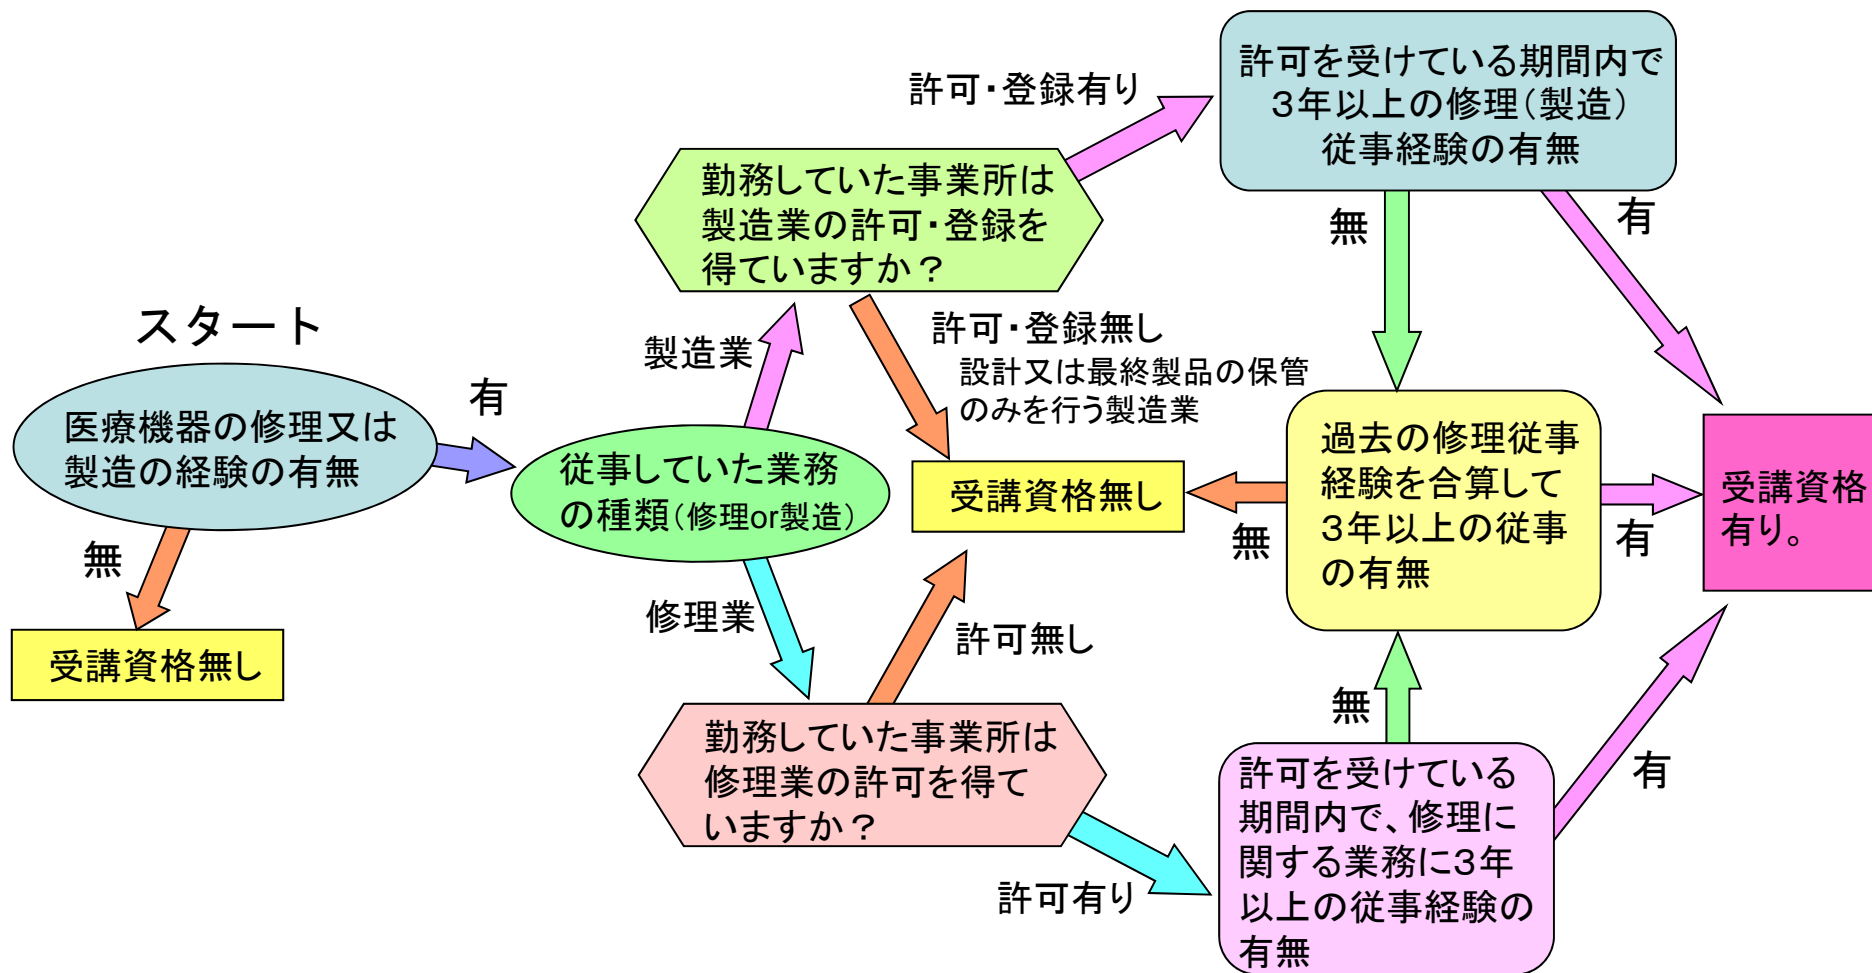 スタート
医療機器の修理又は
製造の経験の有無
無
受講資格無し
有
従事していた業務
の種類(修理or製造)
製造業
勤務していた事業所は
製造業の許可・登録を
得ていますか？
許可・登録有り
許可を受けている期間内で
３年以上の修理(製造)
従事経験の有無
許可・登録無し
設計又は最終製品の保管
のみを行う製造業
受講資格無し
修理業
勤務していた事業所は
修理業の許可を得て
いますか？
許可無し
許可有り
許可を受けている
期間内で、修理に
関する業務に３年
以上の従事経験の
有無
無
有
過去の修理従事
経験を合算して
３年以上の従事
の有無
無
有
無
有
受講資格
有り。